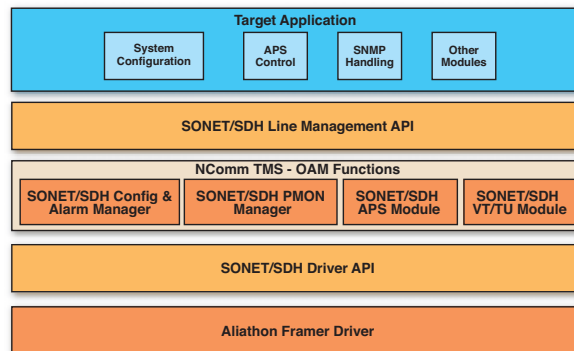 Target Application
System
Configuration
APS
Control
SNMP
Handling
Other
Modules
SONET/SDH Line Management API
NComm TMS - OAM Functions
SONET/SDH Config &
Alarm Manager
SONET/SDH PMON
Manager
SONET/SDH
APS Module
SONET/SDH
VT/TU Module
SONET/SDH Driver API
Aliathon Framer Driver